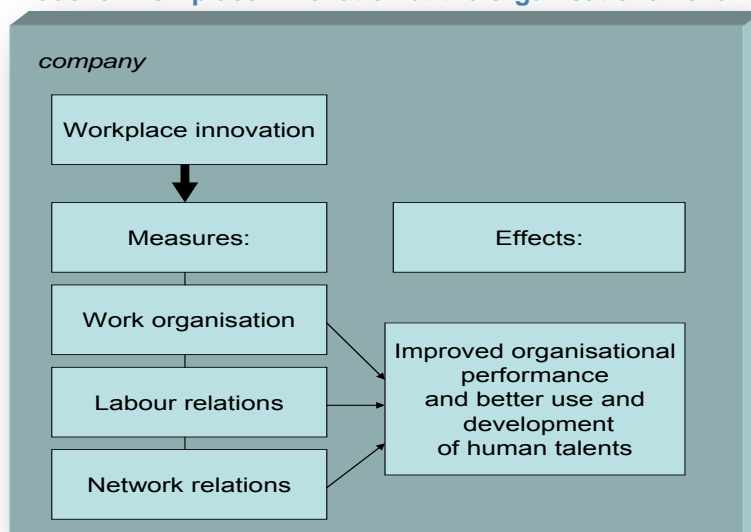 company
Workplace innovation
Measures:
Effects:
Work organisation
Labour relations
Network relations
Improved organisational
performance
and better use and
development
of human talents